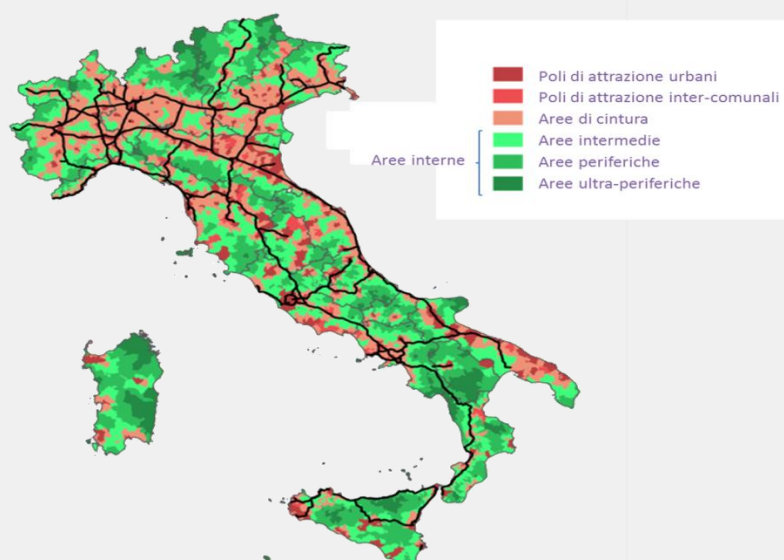 Poli di attrazione urbani
Poli di attrazione inter-comunali
Aree di cintura
Aree intermedie
Aree interne
Aree periferiche
Aree ultra-periferiche